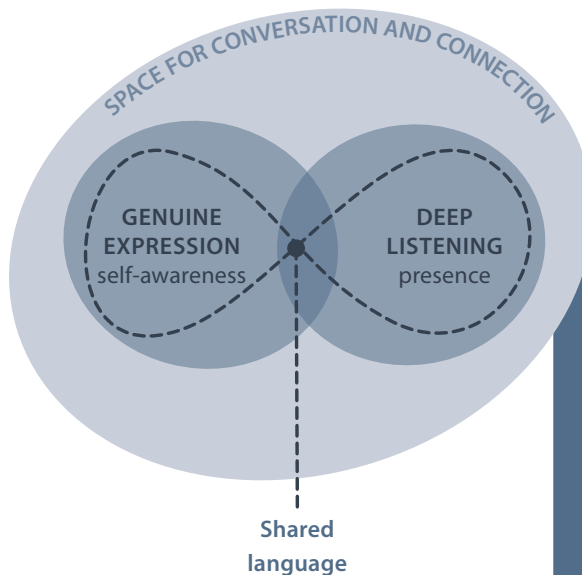 SPACE FOR CONVERSATION AND CONNECTION
GENUINE
EXPRESSION
self-awareness
DEEP
LISTENING
presence
Shared
language